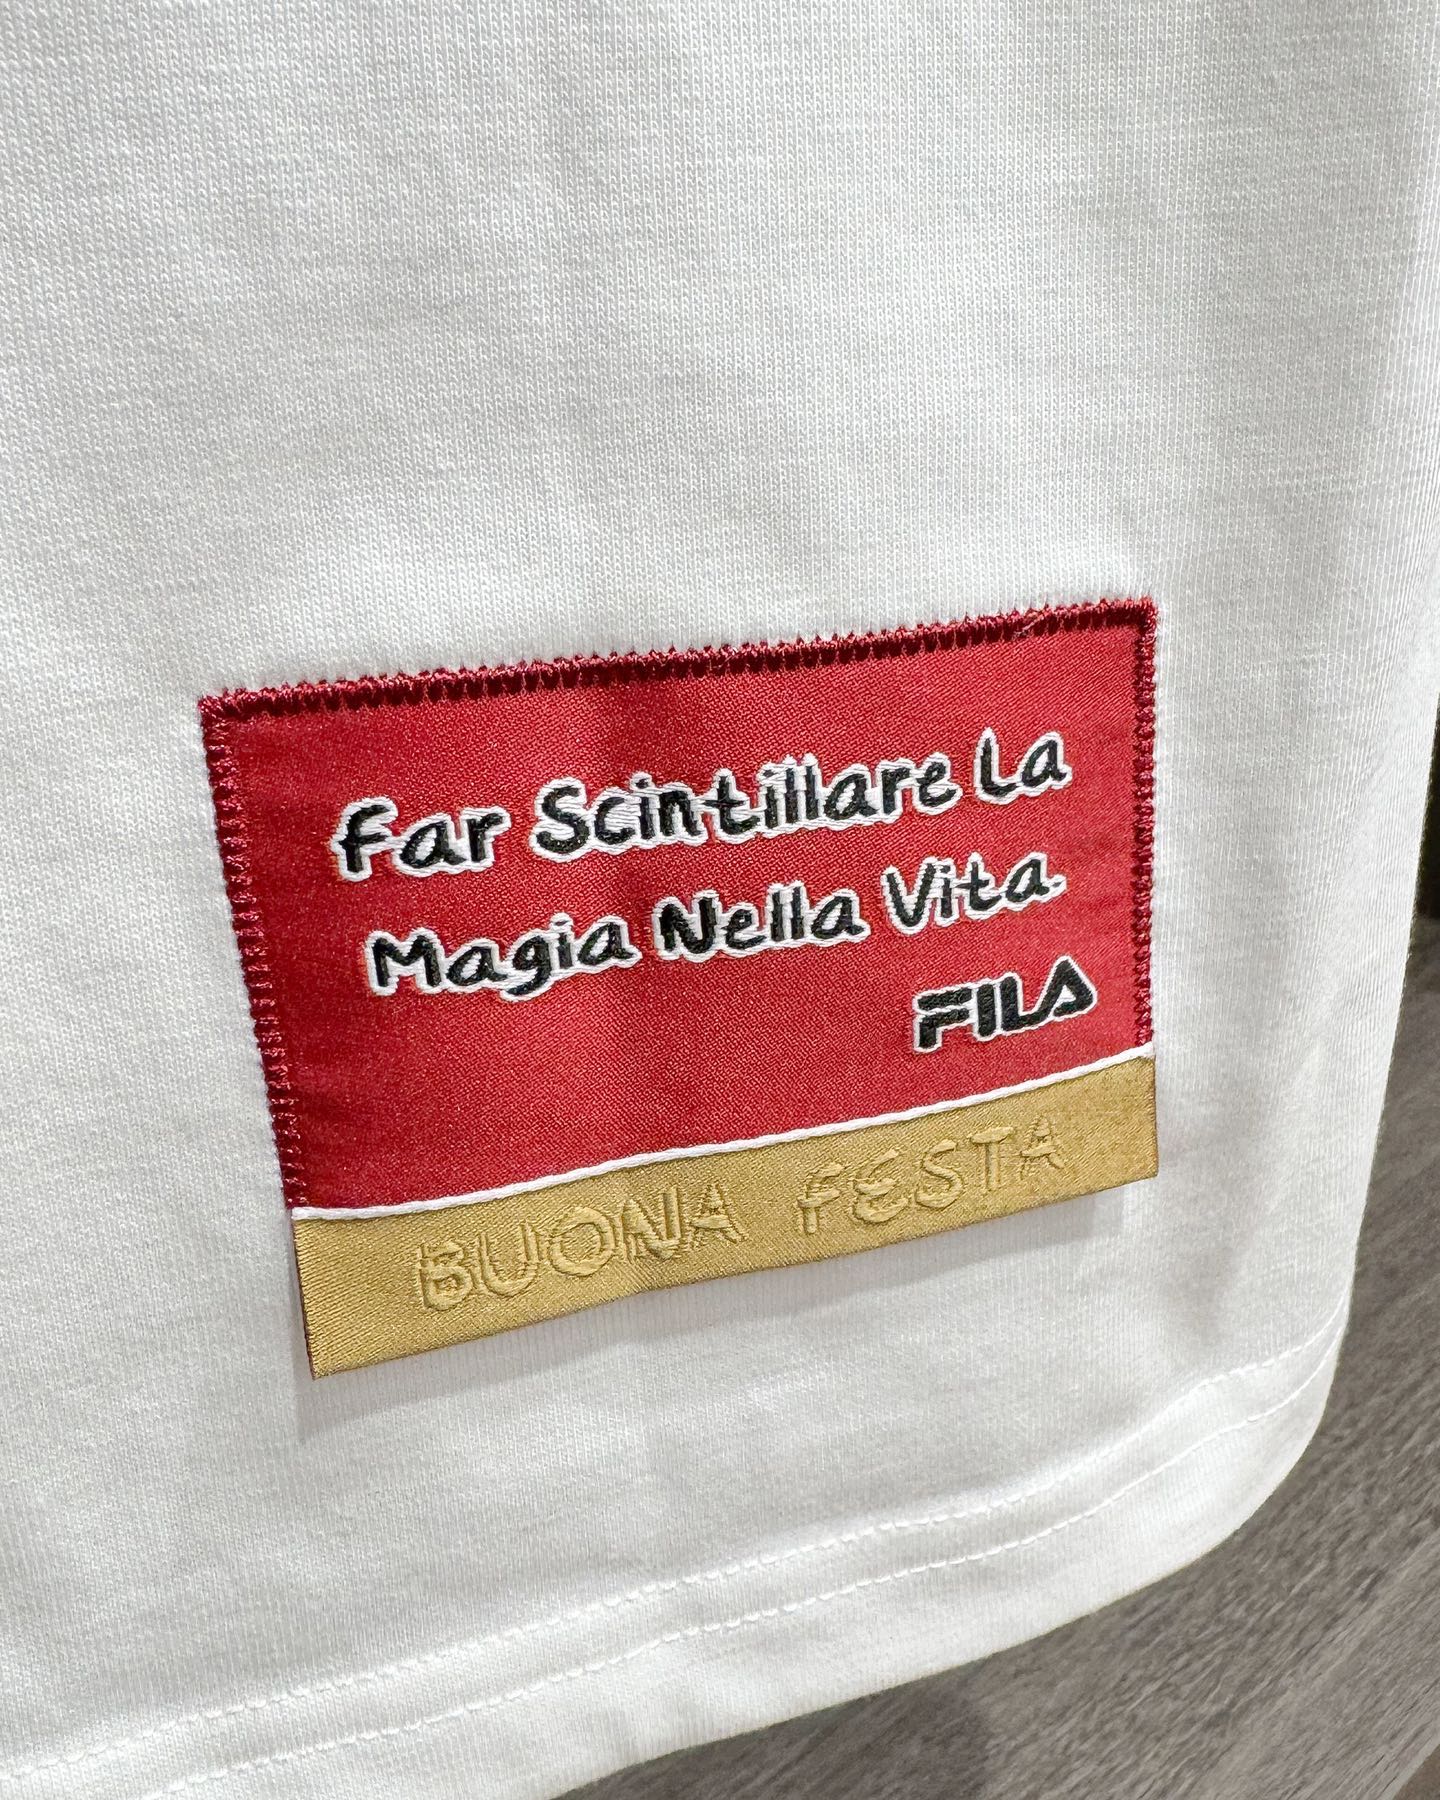 Far Scintillare La
Magia Nella Vita.
FILA
BUONA FESTA